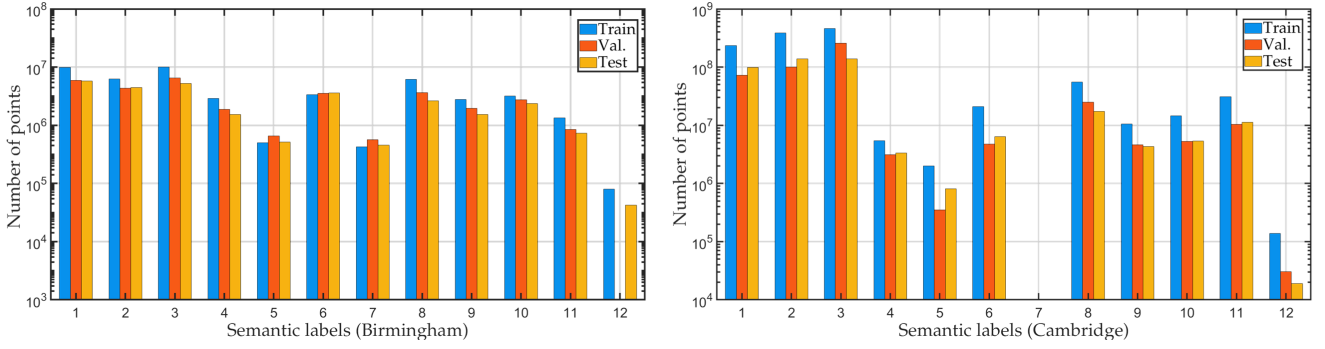 10^8
10^7
10^6
10^5
10^4
10^3
Number of points
Train
Val.
Test
1 2 3 4 5 6 7 8 9 10 11 12
Semantic labels (Birmingham)
10^9
10^8
10^7
10^6
10^5
10^4
Number of points
Train
Val.
Test
1 2 3 4 5 6 7 8 9 10 11 12
Semantic labels (Cambridge)